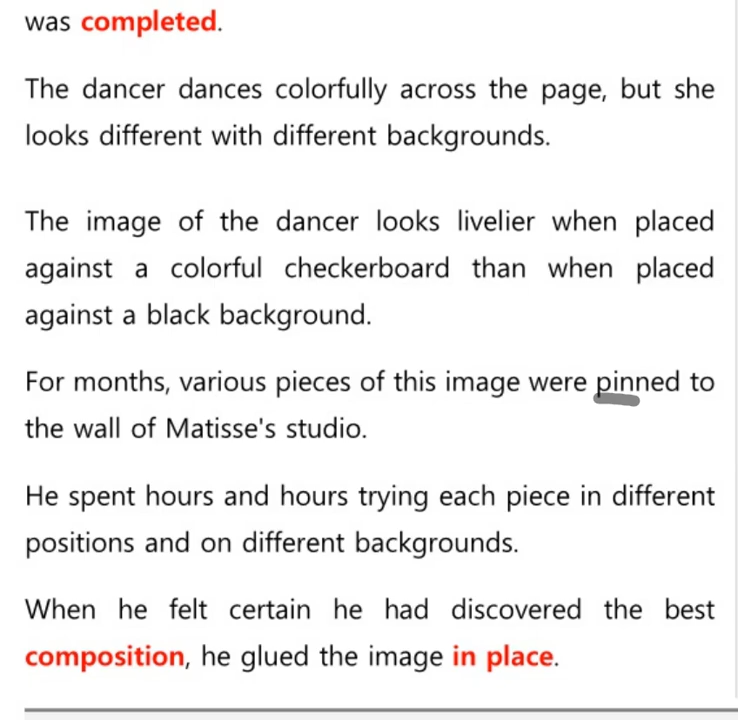 was completed.
The dancer dances colorfully across the page, but she
looks different with different backgrounds.
The image of the dancer looks livelier when placed
against a colorful checkerboard than when placed
against a black background.
For months, various pieces of this image were pinned to
the wall of Matisse's studio.
He spent hours and hours trying each piece in different
positions and on different backgrounds.
When he felt certain he had discovered the best
composition, he glued the image in place.